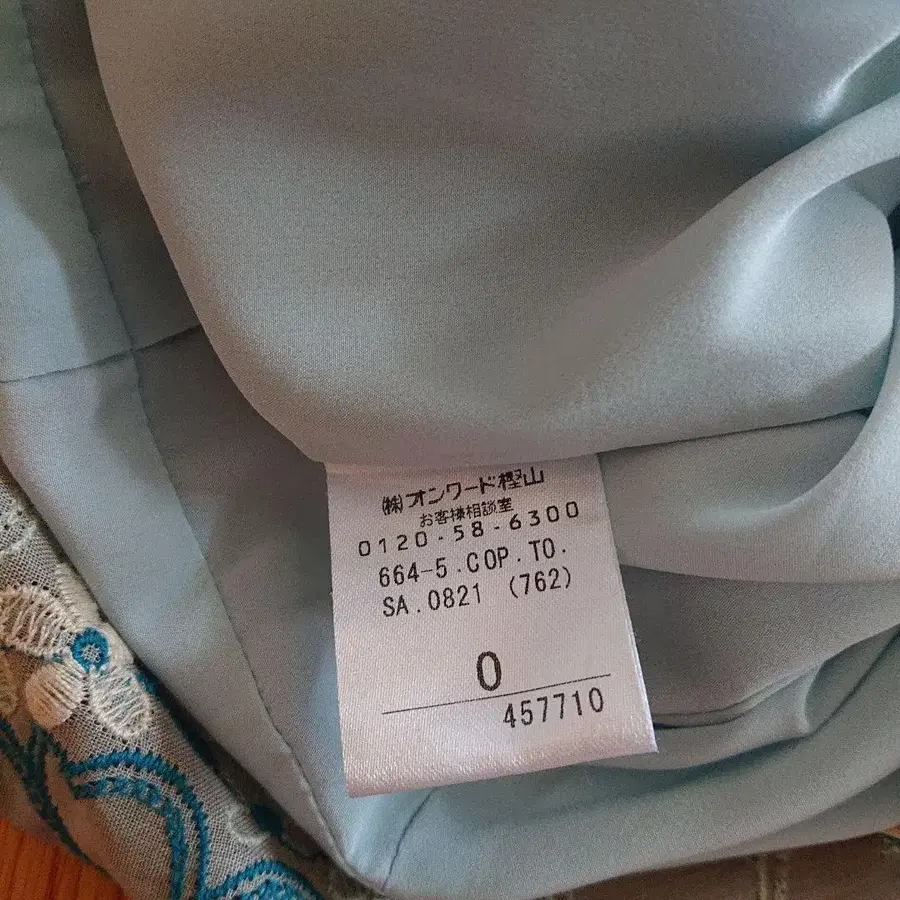 ㈱オンワード樫山
お客様相談室
0120-58-6300
664-5.COP.TO.
SA.0821 (762)
0
457710